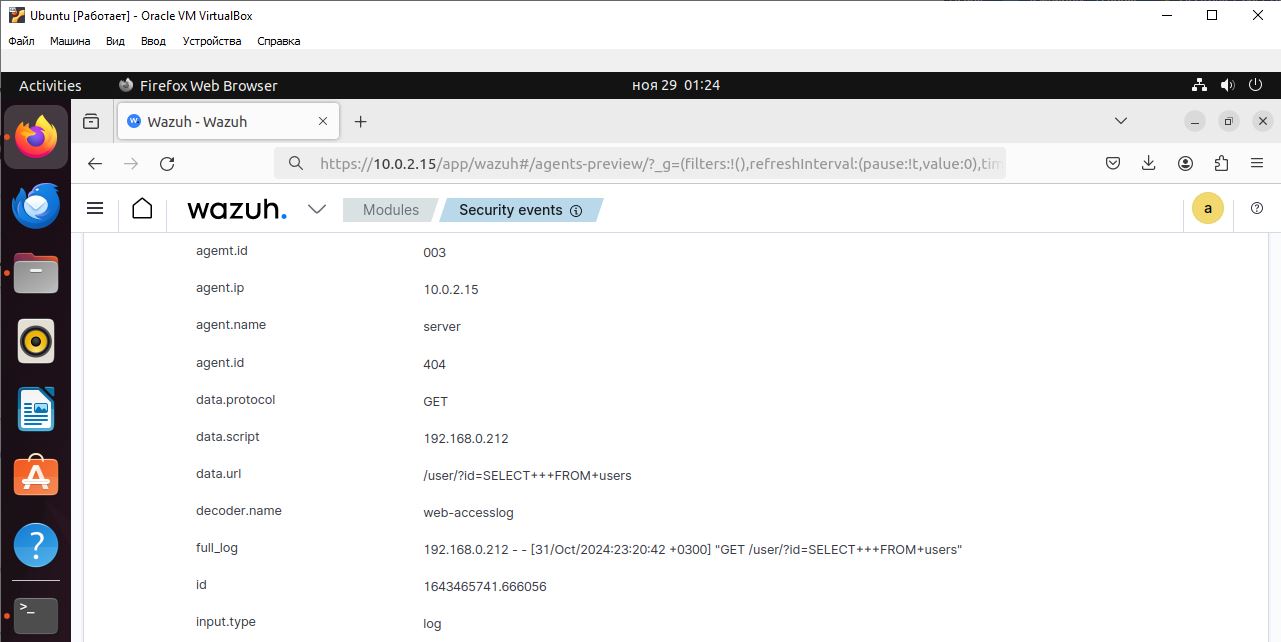 Ubuntu [Работает] - Oracle VM VirtualBox
Файл Машина Вид Ввод Устройства Справка
Activities Firefox Web Browser ноя 29 01:24
Wazuh - Wazuh
https://10.0.2.15/app/wazuh#/agents-preview/?_g=(filters:!(),refreshInterval:(pause:!t,value:0),tim
wazuh. Modules Security events a
agemt.id 003
agent.ip 10.0.2.15
agent.name server
agent.id 404
data.protocol GET
data.script 192.168.0.212
data.url /user/?id=SELECT+++FROM+users
decoder.name web-accesslog
full_log 192.168.0.212 - - [31/Oct/2024:23:20:42 +0300] "GET /user/?id=SELECT+++FROM+users"
id 1643465741.666056
input.type log